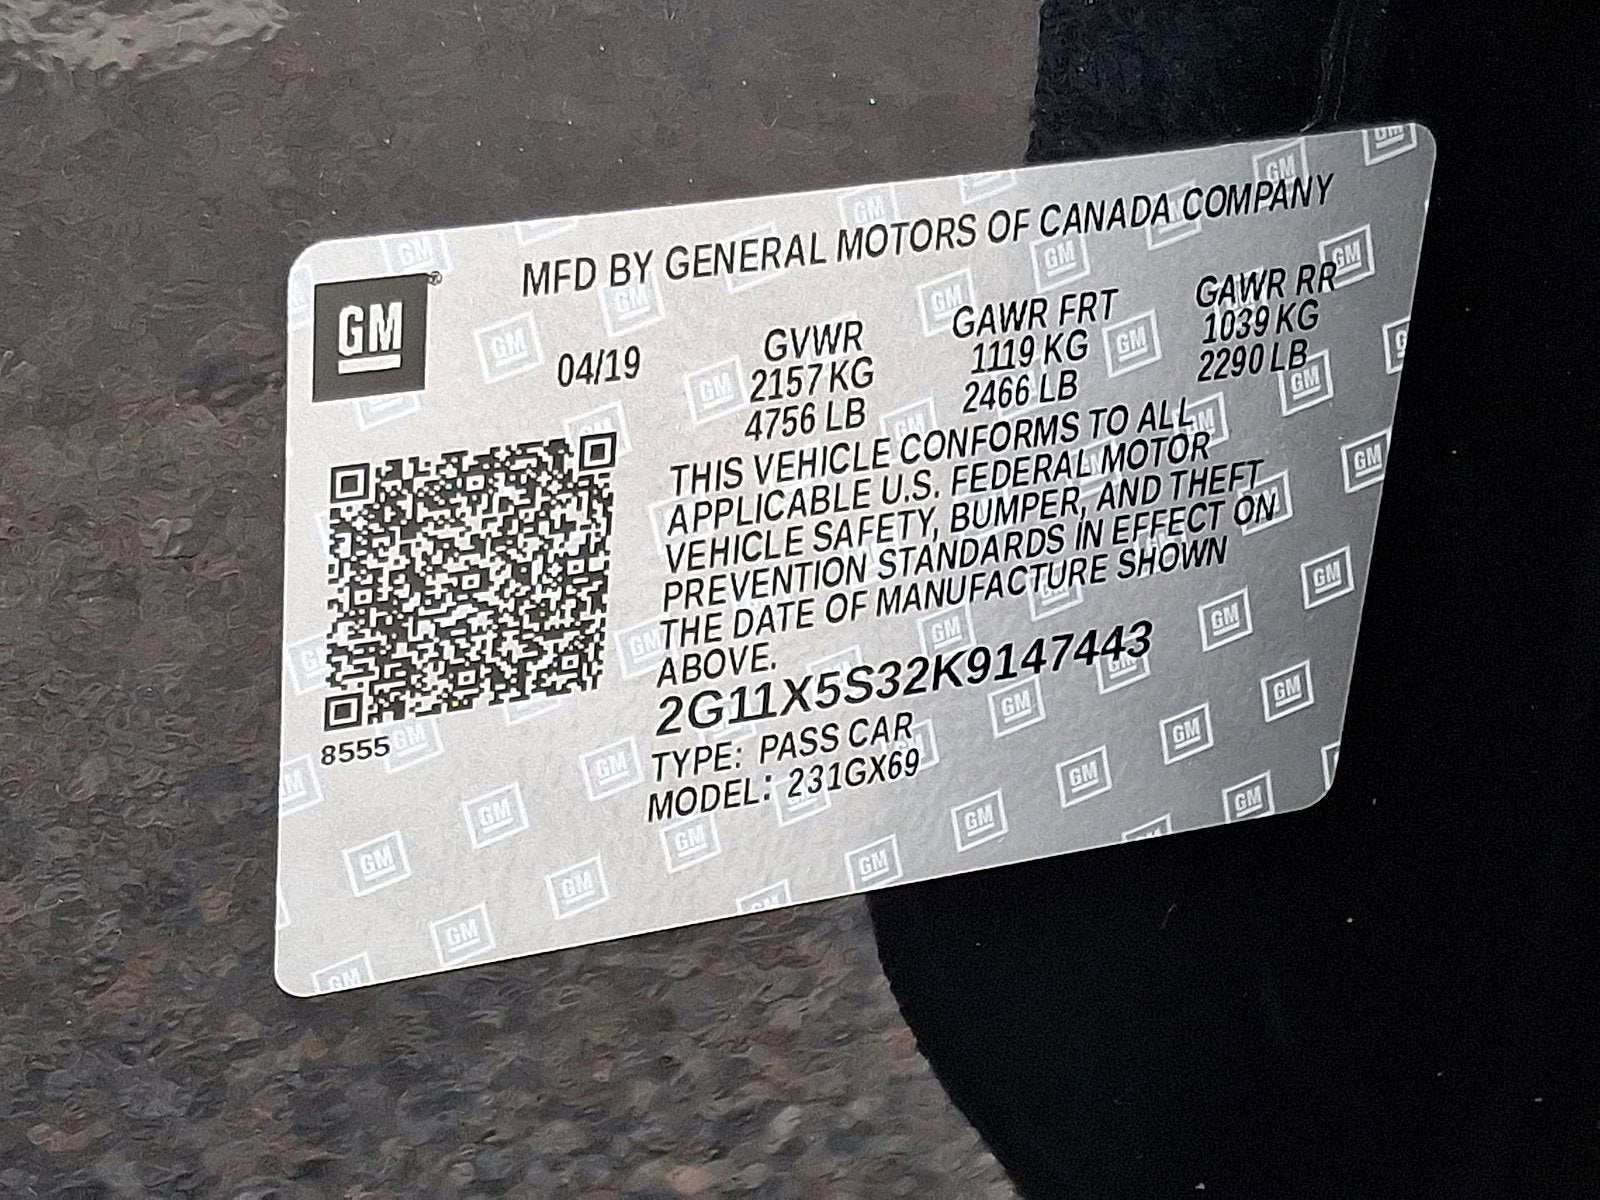 MFD BY GENERAL MOTORS OF CANADA COMPANY
GM
04/19
GVWR
2157 KG
4756 LB
GAWR FRT
1119 KG
2466 LB
GAWR RR
1039 KG
2290 LB
THIS VEHICLE CONFORMS TO ALL
APPLICABLE U.S. FEDERAL MOTOR
VEHICLE SAFETY, BUMPER, AND THEFT
PREVENTION STANDARDS IN EFFECT ON
THE DATE OF MANUFACTURE SHOWN
ABOVE.
2G11X5S32K9147443
TYPE: PASS CAR
MODEL: 231GX69
8555